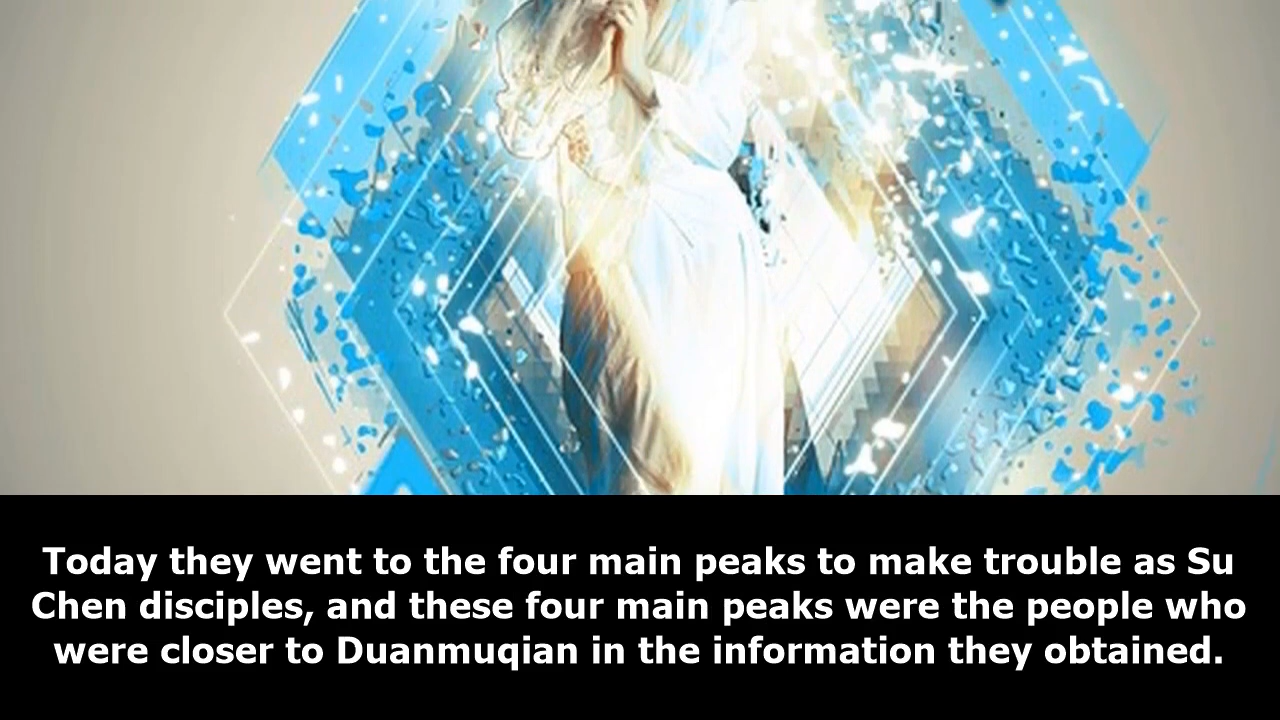 Today they went to the four main peaks to make trouble as Su
Chen disciples, and these four main peaks were the people who
were closer to Duanmuqian in the information they obtained.